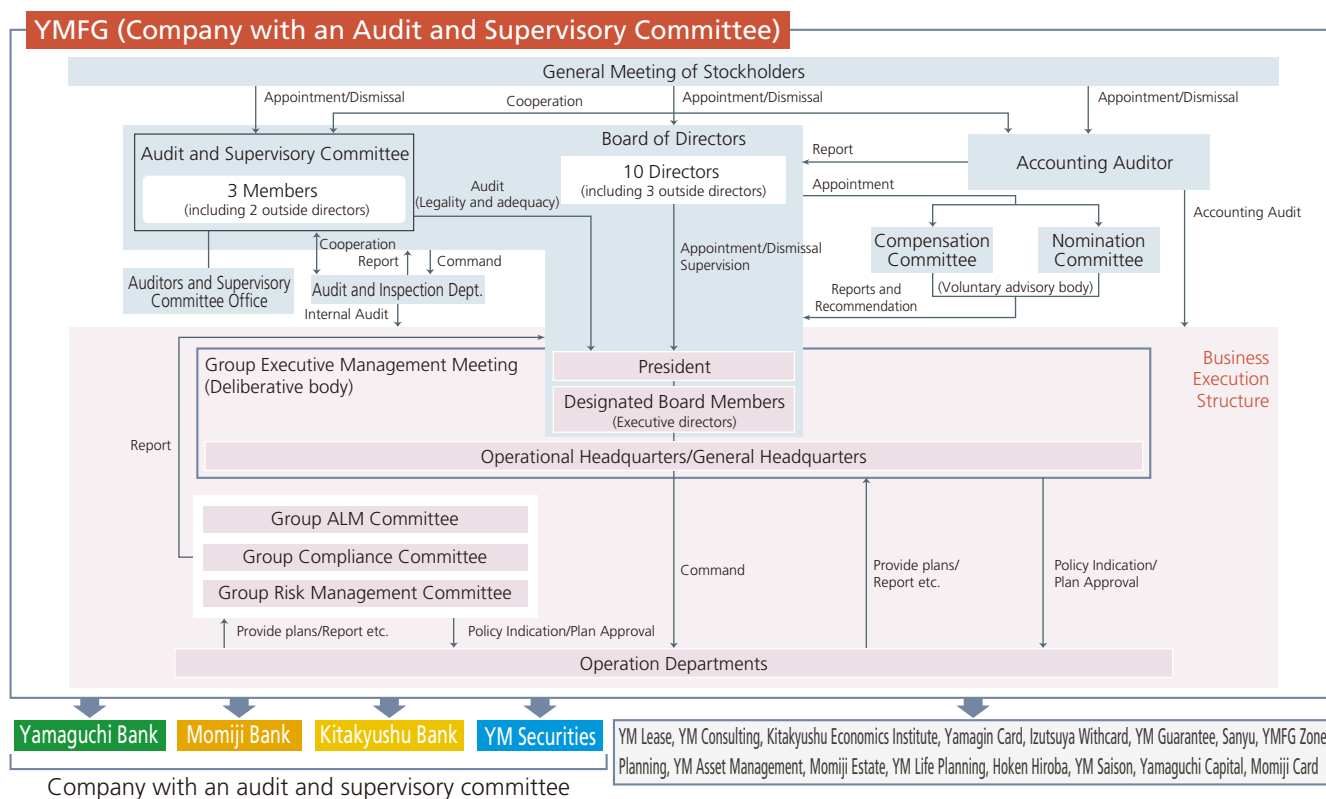 YMFG (Company with an Audit and Supervisory Committee)
General Meeting of Stockholders
Appointment/Dismissal
Cooperation
Appointment/Dismissal
Appointment/Dismissal
Board of Directors
Audit and Supervisory Committee
3 Members
(including 2 outside directors)
10 Directors
(including 3 outside directors)
Audit
(Legality and adequacy)
Report
Accounting Auditor
Appointment
Accounting Audit
Cooperation
Report
Command
Appointment/Dismissal
Supervision
Compensation
Committee
Nomination
Committee
(Voluntary advisory body)
Reports and
Recommendation
Auditors and Supervisory
Committee Office
Audit and Inspection Dept.
Internal Audit
Business
Execution
Structure
Group Executive Management Meeting
(Deliberative body)
President
Designated Board Members
(Executive directors)
Operational Headquarters/General Headquarters
Report
Group ALM Committee
Group Compliance Committee
Group Risk Management Committee
Command
Provide plans/
Report etc.
Policy Indication/
Plan Approval
Provide plans/Report etc.
Policy Indication/Plan Approval
Operation Departments
Yamaguchi Bank
Momiji Bank
Kitakyushu Bank
YM Securities
Company with an audit and supervisory committee
YM Lease, YM Consulting, Kitakyushu Economics Institute, Yamagin Card, Izutsuya Withcard, YM Guarantee, Sanyu, YMFG Zone
Planning, YM Asset Management, Momiji Estate, YM Life Planning, Hoken Hiroba, YM Saison, Yamaguchi Capital, Momiji Card